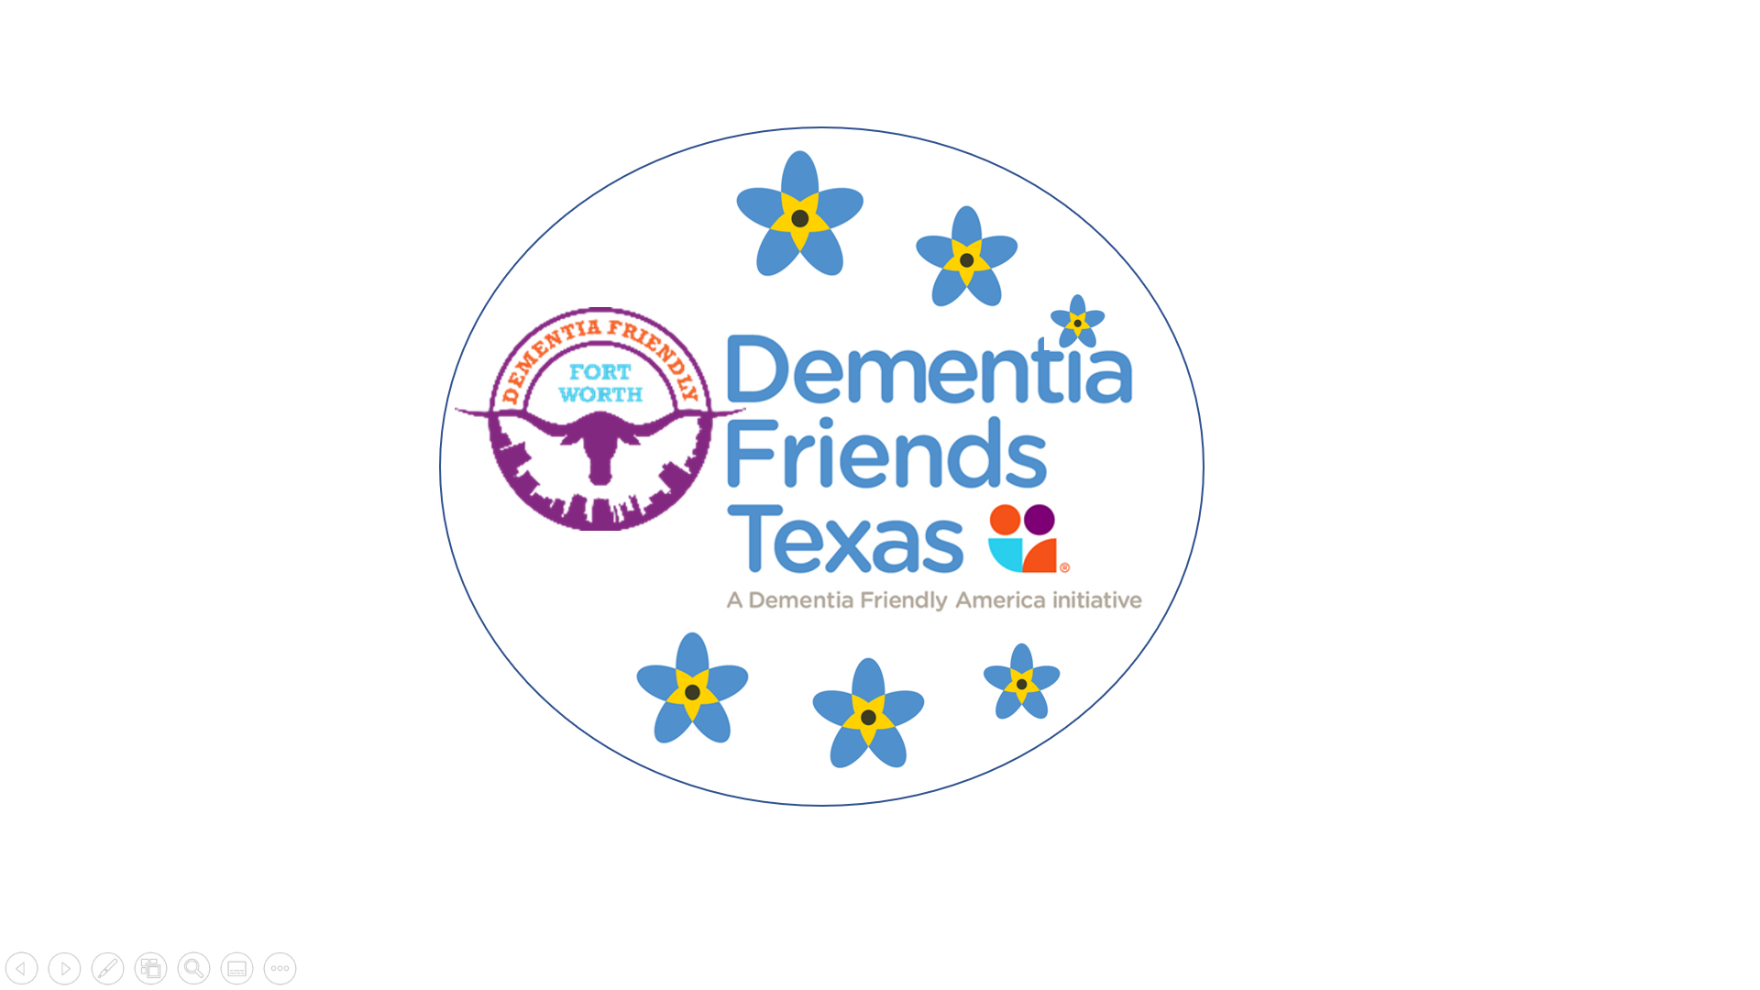 DEMENTIA FRIENDLY
FORT
WORTH
Dementia
Friends
Texas
®
A Dementia Friendly America initiative